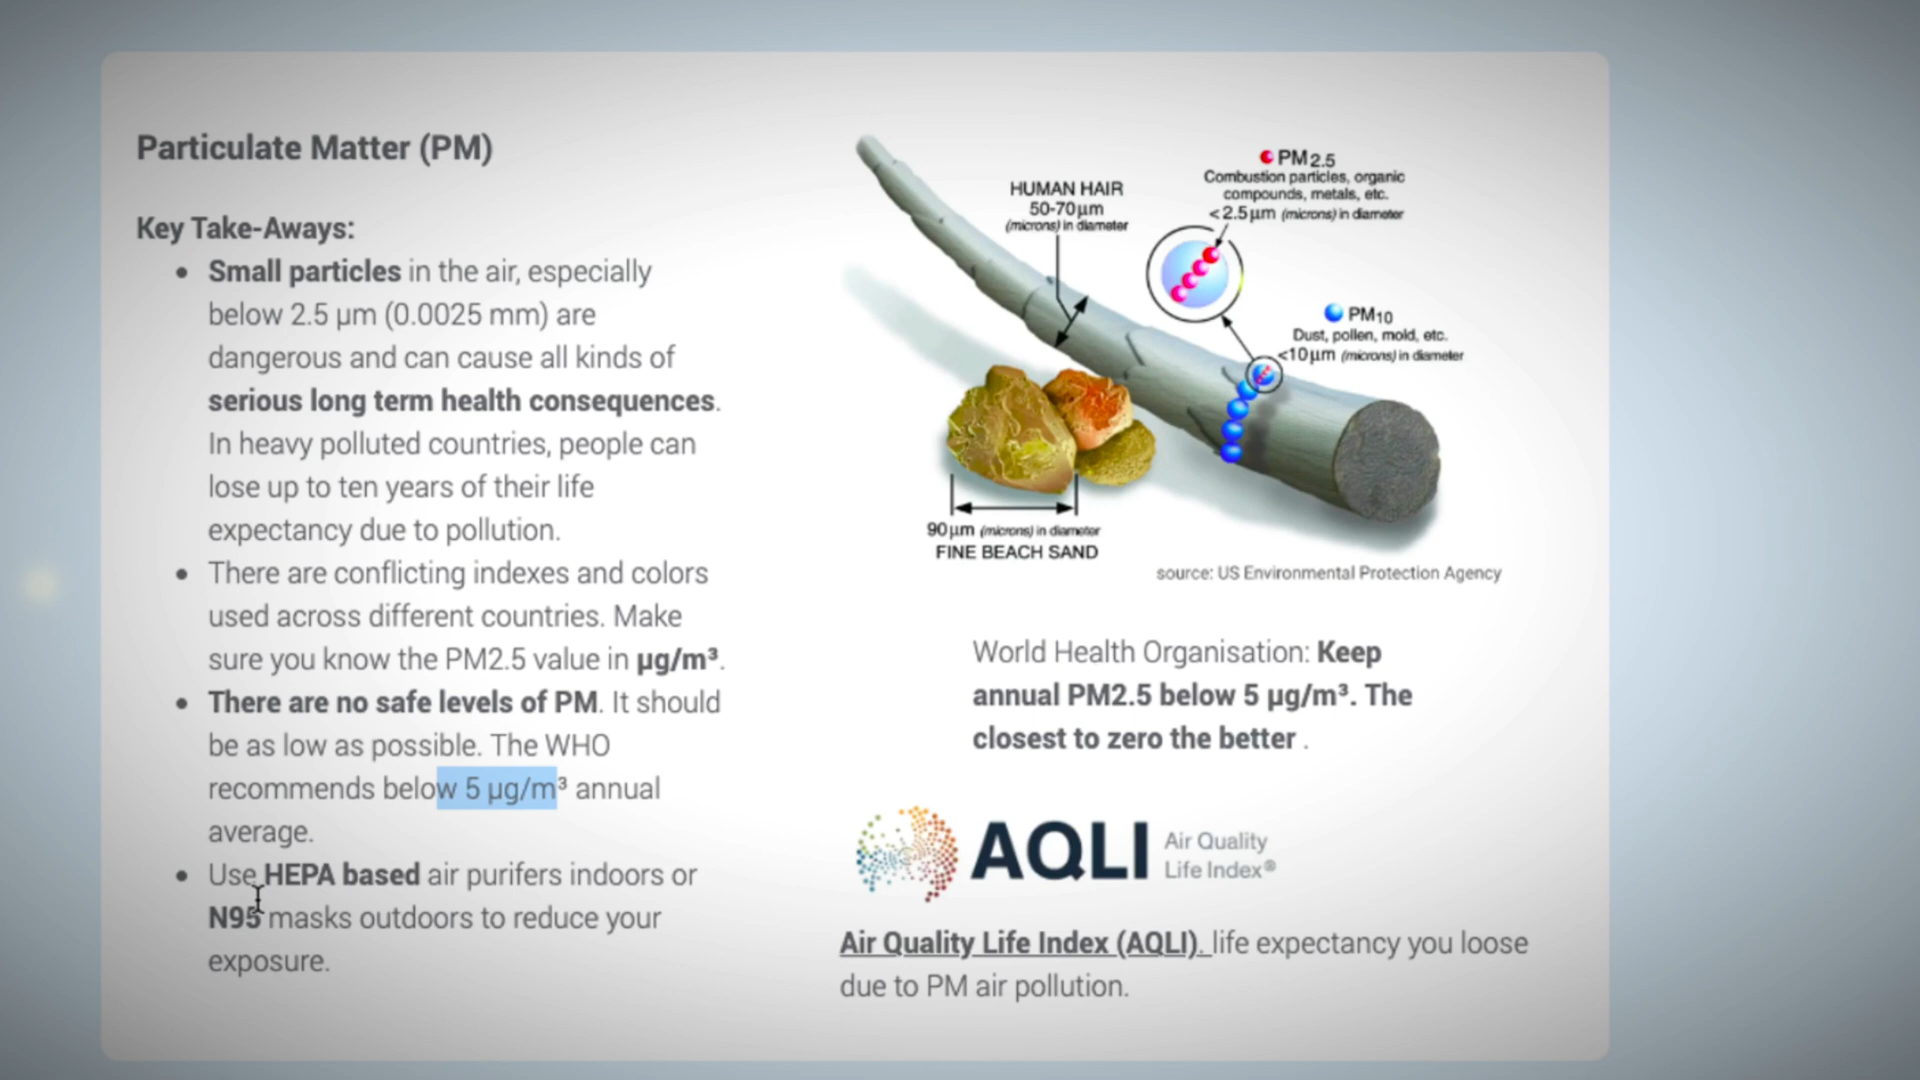 Particulate Matter (PM)
Key Take-Aways:
• Small particles in the air, especially
below 2.5 µm (0.0025 mm) are
dangerous and can cause all kinds of
serious long term health consequences.
In heavy polluted countries, people can
lose up to ten years of their life
expectancy due to pollution.
• There are conflicting indexes and colors
used across different countries. Make
sure you know the PM2.5 value in µg/m³.
• There are no safe levels of PM. It should
be as low as possible. The WHO
recommends below 5 µg/m³ annual
average.
• Use HEPA based air purifers indoors or
N95 masks outdoors to reduce your
exposure.
HUMAN HAIR
50-70µm
(microns) in diameter
PM2.5
Combustion particles, organic
compounds, metals, etc.
<2.5µm (microns) in diameter
PM10
Dust, pollen, mold, etc.
<10µm (microns) in diameter
90µm (microns) in diameter
FINE BEACH SAND
source: US Environmental Protection Agency
World Health Organisation: Keep
annual PM2.5 below 5 µg/m³. The
closest to zero the better .
AQLI
Air Quality
Life Index®
Air Quality Life Index (AQLI). life expectancy you loose
due to PM air pollution.